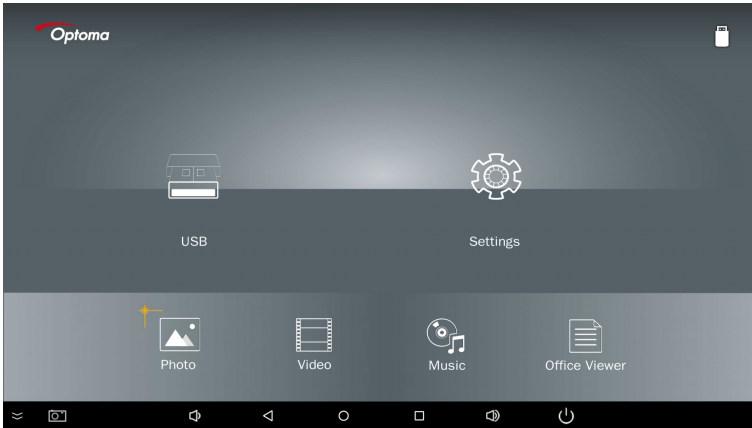 Optoma
USB
Settings
Photo
Video
Music
Office Viewer